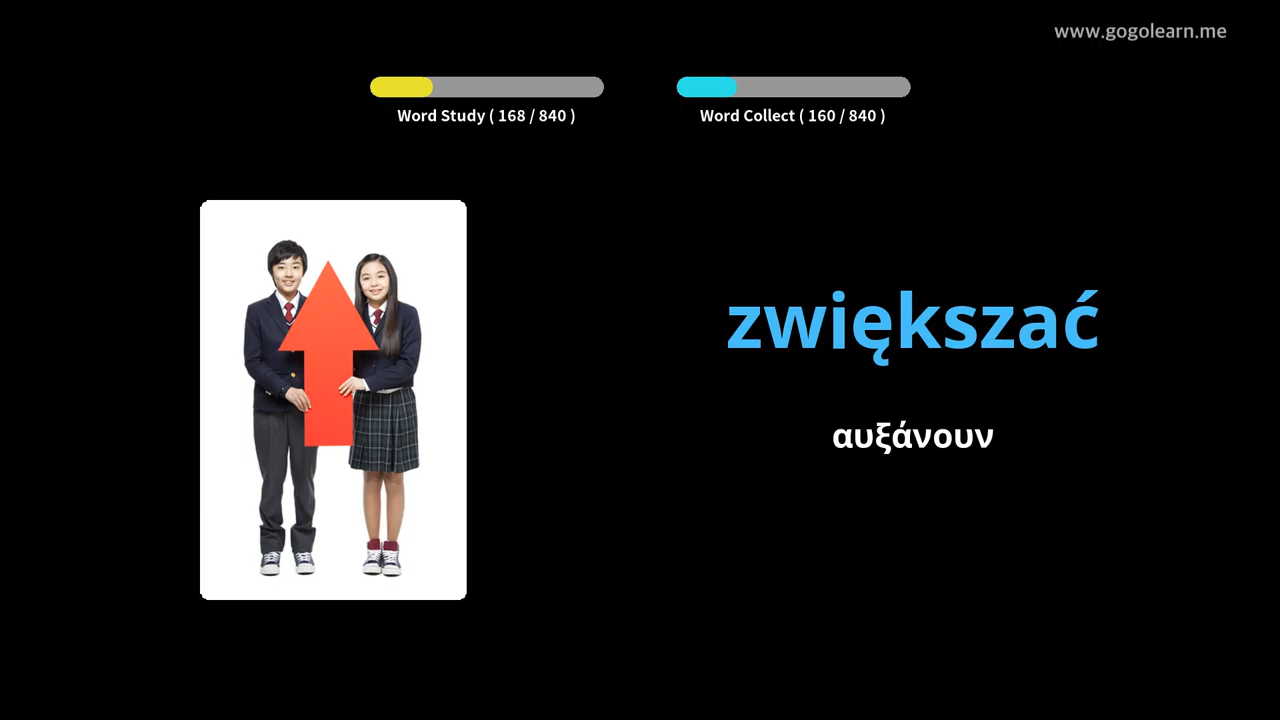 www.gogolearn.me
Word Study ( 168 / 840 )
Word Collect ( 160 / 840 )
zwiększać
αυξάνουν